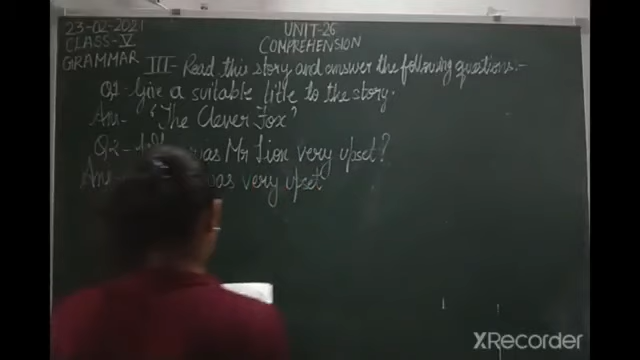 23-02-2021
CLASS-V
GRAMMAR
UNIT-26
COMPREHENSION
III- Read this story and answer the following questions:-
Q1- Give a suitable title to the story.
Ans- 'The Clever Fox'
Q2- was Mr Lion very upset?
Ans- was very upset
XRecorder